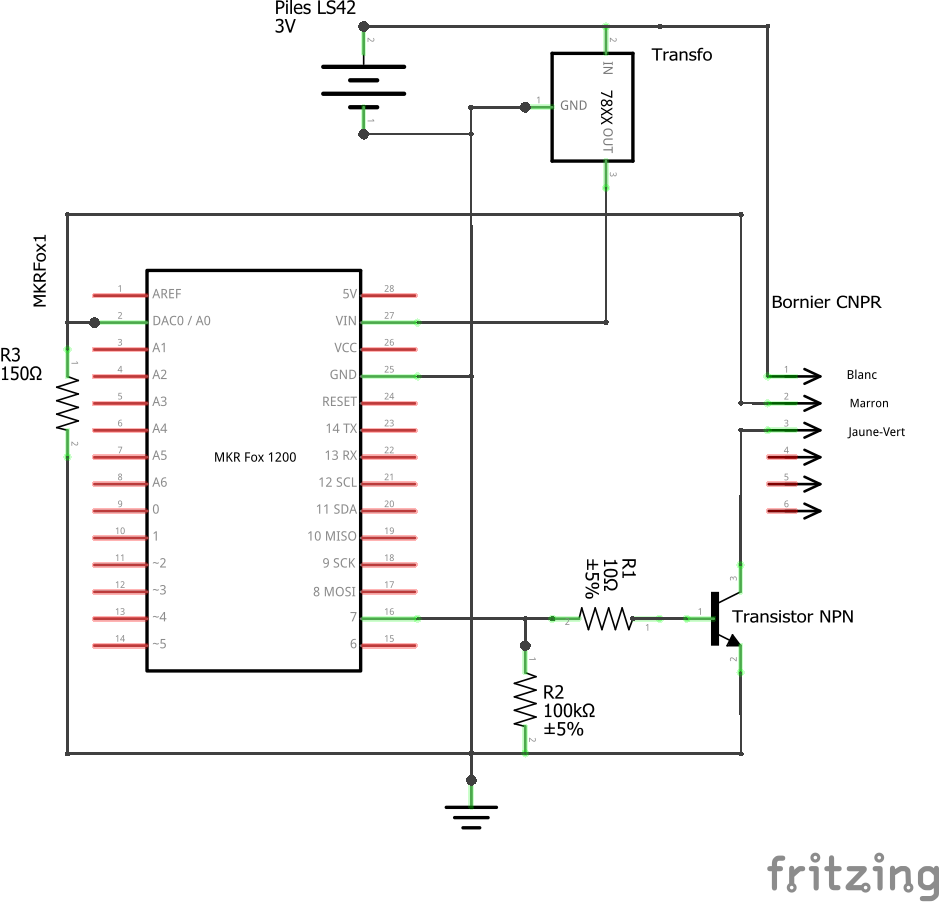 Piles LS42
3V
2
1
Transfo
2
IN
78XX
1
GND
OUT
3
MKRFox1
1
AREF
2
DAC0 / A0
3
A1
4
A2
5
A3
6
A4
7
A5
8
A6
9
0
10
1
11
~2
12
~3
13
~4
14
~5
MKR Fox 1200
5V
28
VIN
27
VCC
26
GND
25
RESET
24
14 TX
23
13 RX
22
12 SCL
21
11 SDA
20
10 MISO
19
9 SCK
18
8 MOSI
17
7
16
6
15
R3
150Ω
1
2
Bornier CNPR
1
Blanc
2
Marron
3
Jaune-Vert
4
5
6
R1
10Ω
±5%
2
1
1
3
2
Transistor NPN
1
R2
100kΩ
±5%
2
fritzing